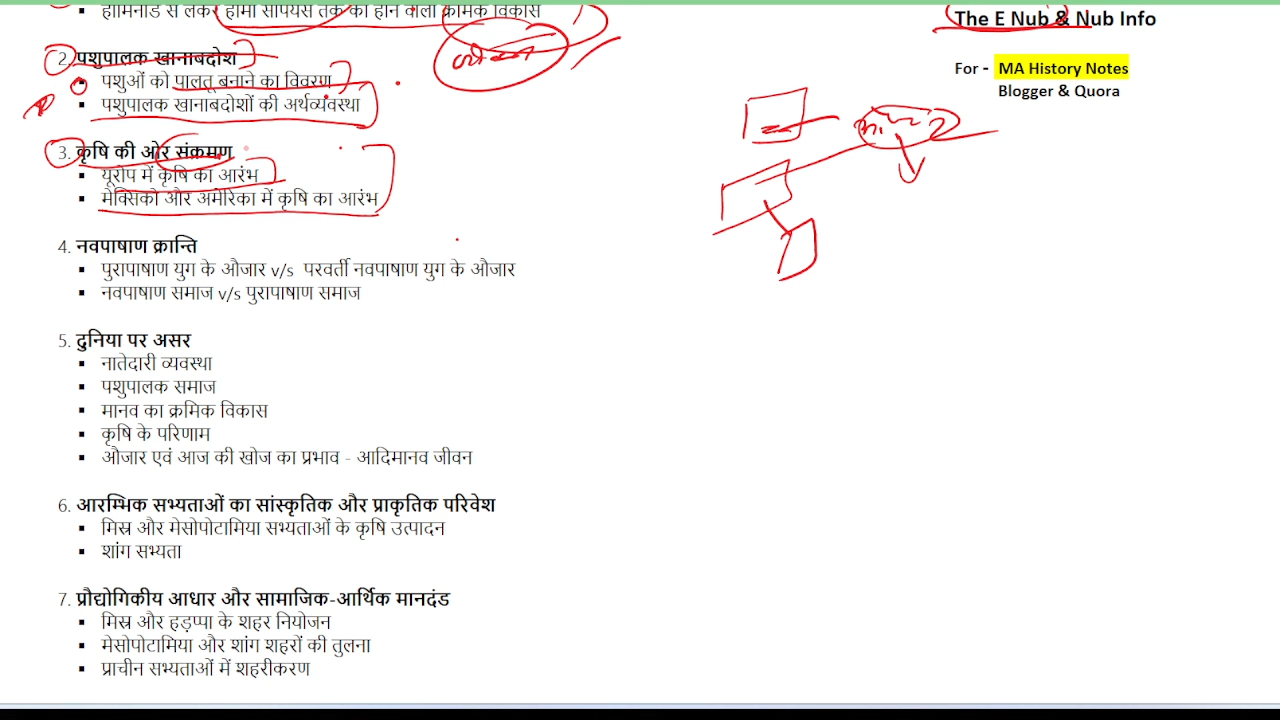 होमिनिड से लेकर होमो सेपियंस तक का होने वाला क्रमिक विकास
The E Nub & Nub Info
2. पशुपालक खानाबदोश
For - MA History Notes
पशुओं को पालतू बनाने का विवरण
Blogger & Quora
पशुपालक खानाबदोशों की अर्थव्यवस्था
3. कृषि की ओर संक्रमण
यूरोप में कृषि का आरंभ
मेक्सिको और अमेरिका में कृषि का आरंभ
4. नवपाषाण क्रान्ति
पुरापाषाण युग के औजार v/s परवर्ती नवपाषाण युग के औजार
नवपाषाण समाज v/s पुरापाषाण समाज
5. दुनिया पर असर
नातेदारी व्यवस्था
पशुपालक समाज
मानव का क्रमिक विकास
कृषि के परिणाम
औजार एवं आज की खोज का प्रभाव - आदिमानव जीवन
6. आरम्भिक सभ्यताओं का सांस्कृतिक और प्राकृतिक परिवेश
मिस्र और मेसोपोटामिया सभ्यताओं के कृषि उत्पादन
शांग सभ्यता
7. प्रौद्योगिकीय आधार और सामाजिक-आर्थिक मानदंड
मिस्र और हड़प्पा के शहर नियोजन
मेसोपोटामिया और शांग शहरों की तुलना
प्राचीन सभ्यताओं में शहरीकरण